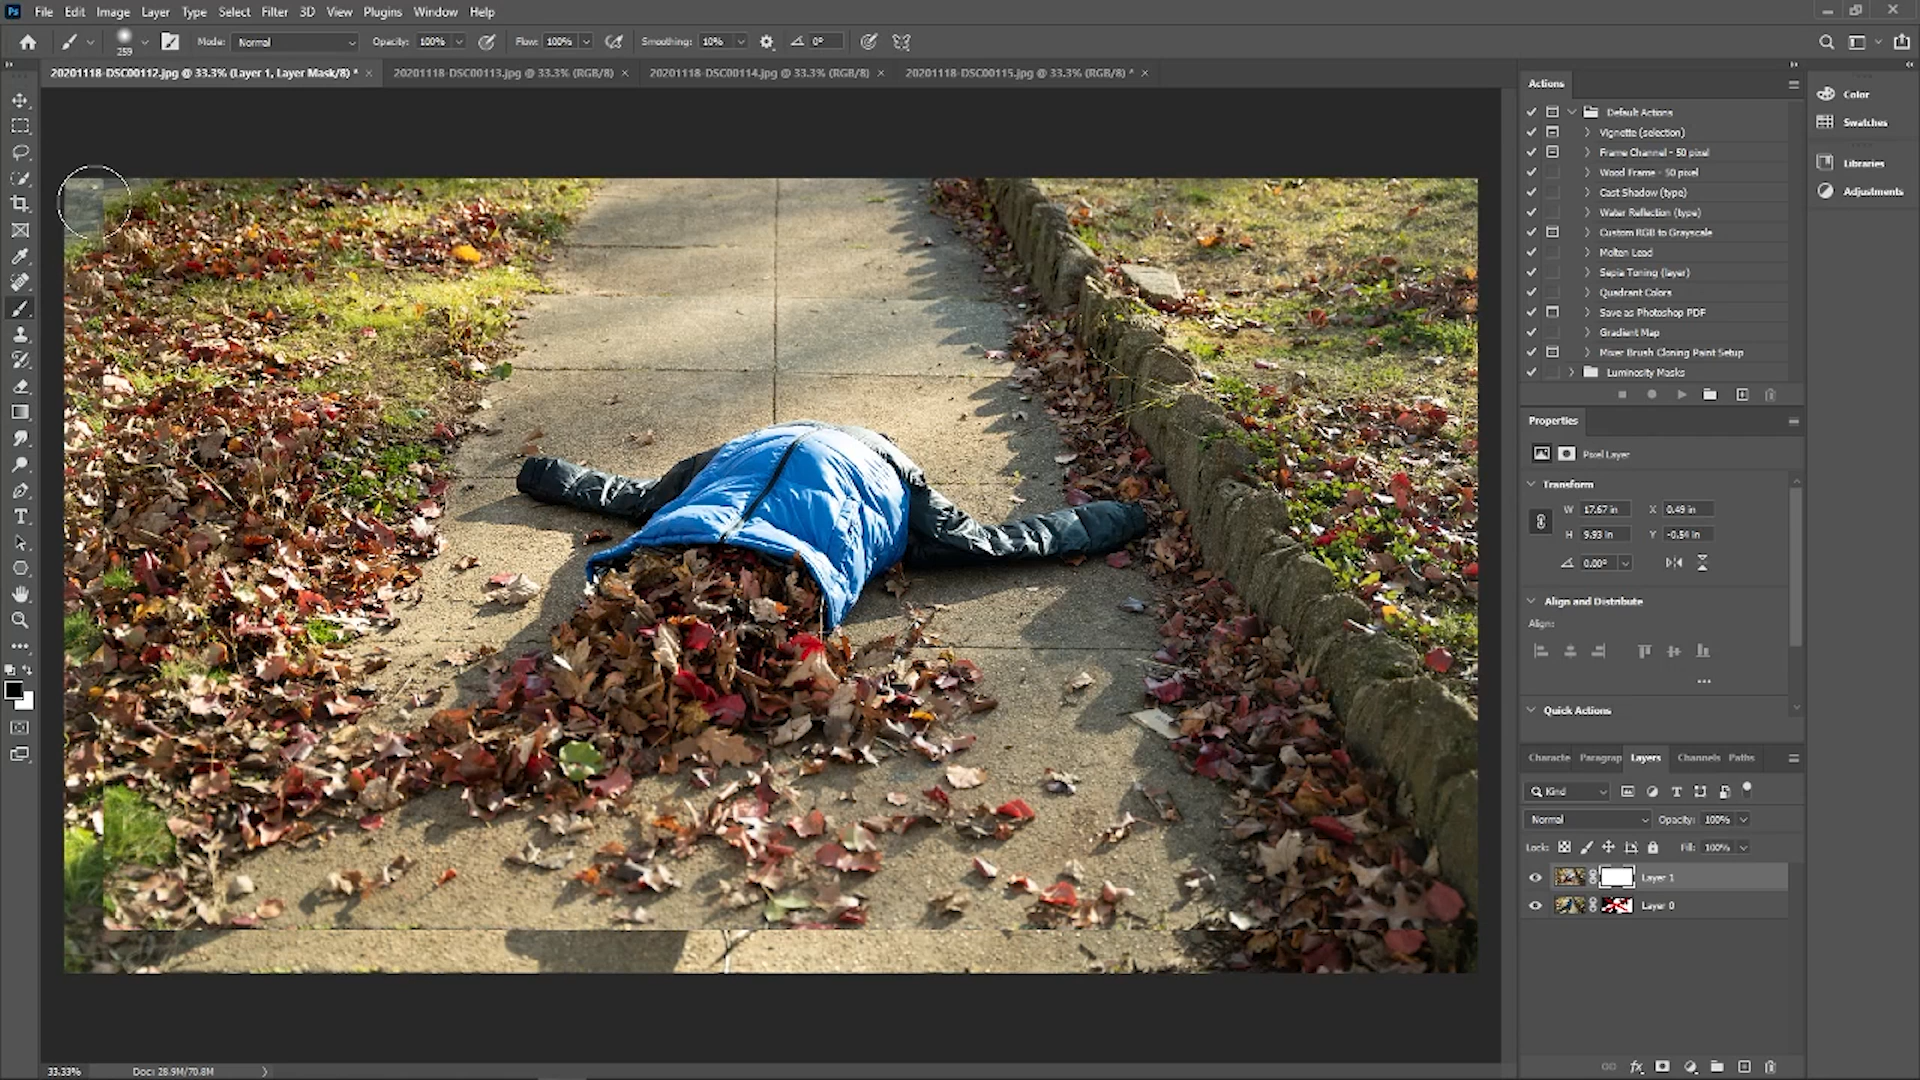 Ps File Edit Image Layer Type Select Filter 3D View Plugins Window Help
259 Mode: Normal Opacity: 100% Flow: 100% Smoothing: 10% 0°
20201118-DSC00112.jpg @ 33.3% (Layer 1, Layer Mask/8) * × 20201118-DSC00113.jpg @ 33.3% (RGB/8) × 20201118-DSC00114.jpg @ 33.3% (RGB/8) × 20201118-DSC00115.jpg @ 33.3% (RGB/8) * ×
Actions
Default Actions
Vignette (selection)
Frame Channel - 50 pixel
Wood Frame - 50 pixel
Cast Shadow (type)
Water Reflection (type)
Custom RGB to Grayscale
Molten Lead
Sepia Toning (layer)
Quadrant Colors
Save as Photoshop PDF
Gradient Map
Mixer Brush Cloning Paint Setup
Luminosity Masks
Color
Swatches
Libraries
Adjustments
Properties
Pixel Layer
Transform
W 17.67 in X 0.49 in
H 9.93 in Y -0.54 in
0.00°
Align and Distribute
Align:
Quick Actions
Characte Paragrap Layers Channels Paths
Kind
Normal Opacity: 100%
Lock: Fill: 100%
Layer 1
Layer 0
fx
33.33% Doc: 28.9M/70.8M